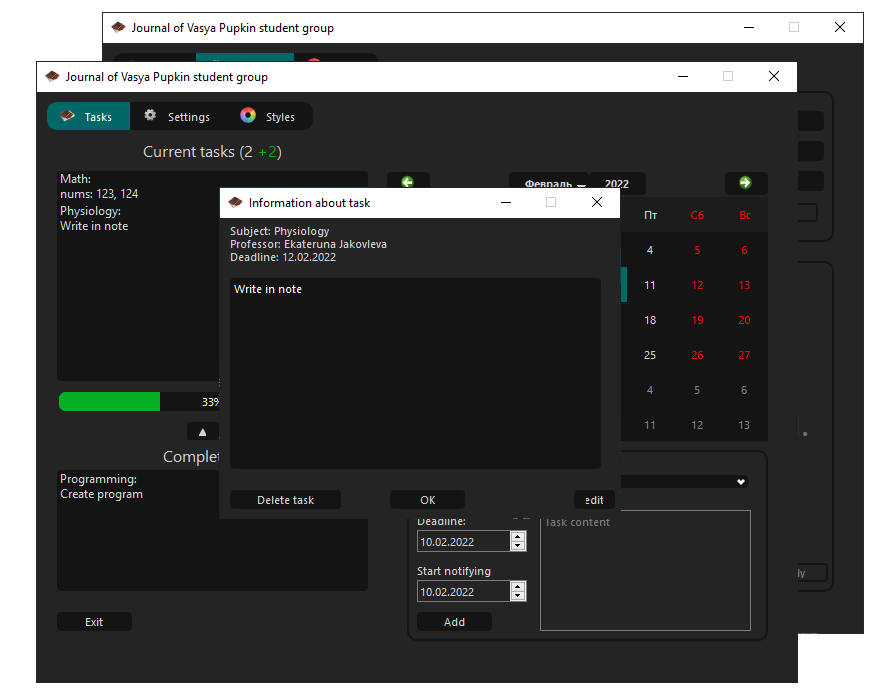 Journal of Vasya Pupkin student group
Journal of Vasya Pupkin student group
Tasks
Settings
Styles
Current tasks (2 +2)
Math:
nums: 123, 124
Physiology:
Write in note
Февраль
2022
Information about task
Subject: Physiology
Professor: Ekateruna Jakovleva
Deadline: 12.02.2022
Write in note
Delete task
OK
edit
Пт Сб Вс
4 5 6
11 12 13
18 19 20
25 26 27
4 5 6
11 12 13
33%
▲
Programming:
Create program
Deadline:
10.02.2022
Start notifying
10.02.2022
Add
Task content
Exit